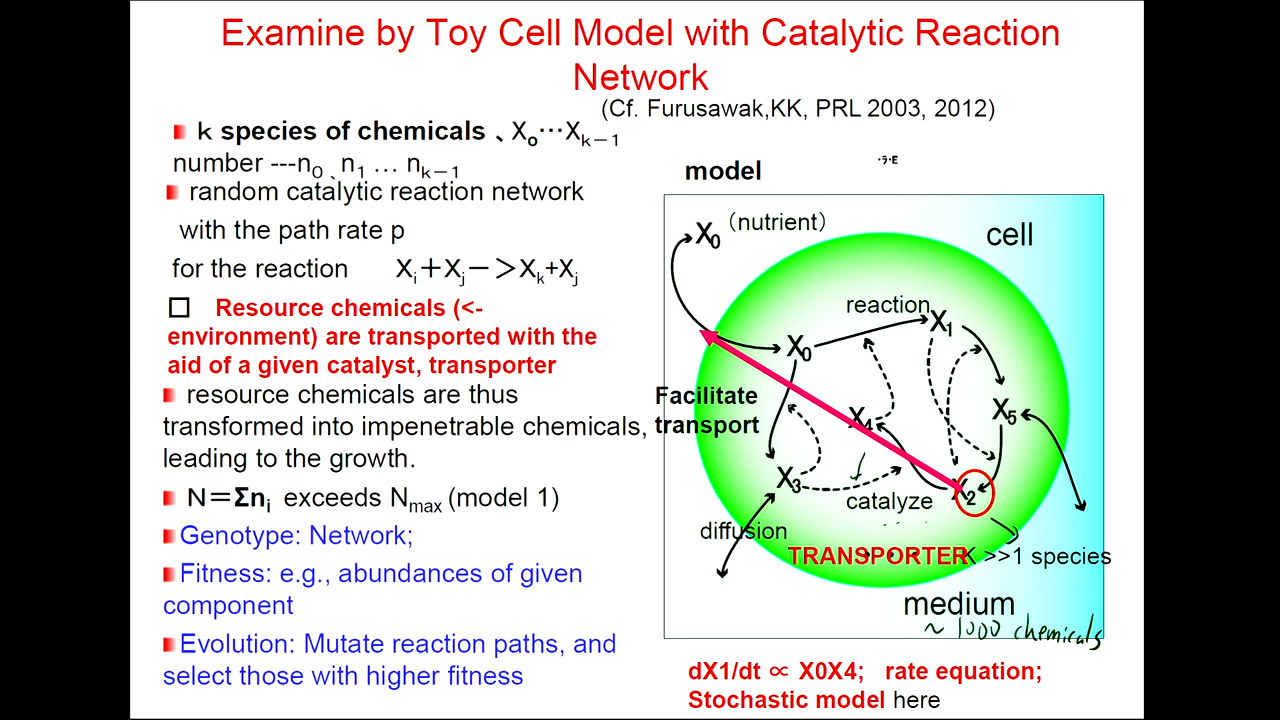 Examine by Toy Cell Model with Catalytic Reaction
Network
(Cf. Furusawak,KK, PRL 2003, 2012)
k species of chemicals 、X₀…Xₖ₋₁
number ---n₀ 、n₁ … nₖ₋₁
random catalytic reaction network
with the path rate p
for the reaction Xᵢ+Xⱼ−>Xₖ+Xⱼ
Resource chemicals (<-
environment) are transported with the
aid of a given catalyst, transporter
resource chemicals are thus
transformed into impenetrable chemicals,
leading to the growth.
N=Σnᵢ exceeds Nmax (model 1)
Genotype: Network;
Fitness: e.g., abundances of given
component
Evolution: Mutate reaction paths, and
select those with higher fitness
model
X₀ (nutrient)
cell
reaction
X₁
X₀
Facilitate
transport
X₄
X₅
X₃
X₂
catalyze
diffusion
TRANSPORTER
K >>1 species
medium
~ 1000 chemicals
dX1/dt ∝ X0X4; rate equation;
Stochastic model here